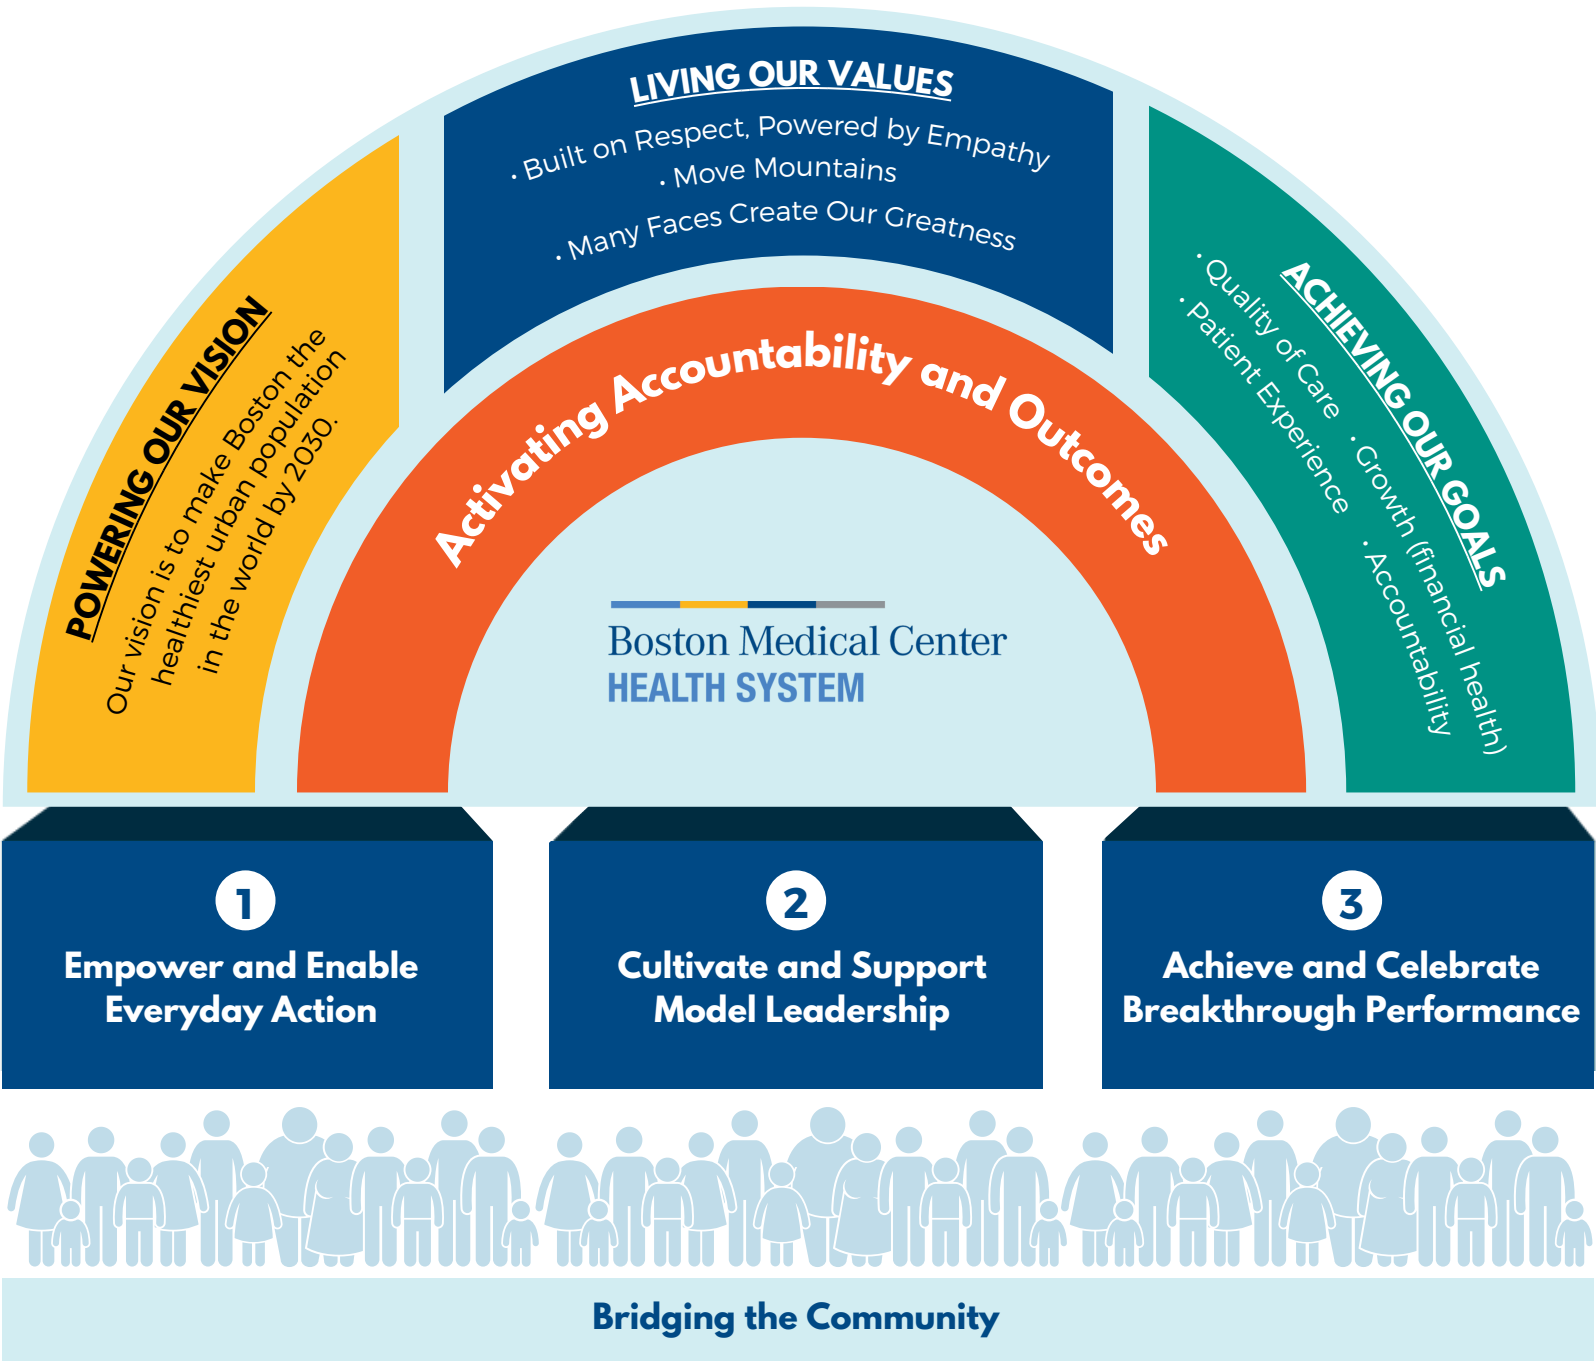 LIVING OUR VALUES
· Built on Respect, Powered by Empathy
· Move Mountains
· Many Faces Create Our Greatness
POWERING OUR VISION
Our vision is to make Boston the
healthiest urban population
in the world by 2030.
ACHIEVING OUR GOALS
· Quality of Care · Growth (financial health)
· Patient Experience · Accountability
Activating Accountability and Outcomes
Boston Medical Center
HEALTH SYSTEM
1
Empower and Enable
Everyday Action
2
Cultivate and Support
Model Leadership
3
Achieve and Celebrate
Breakthrough Performance
Bridging the Community